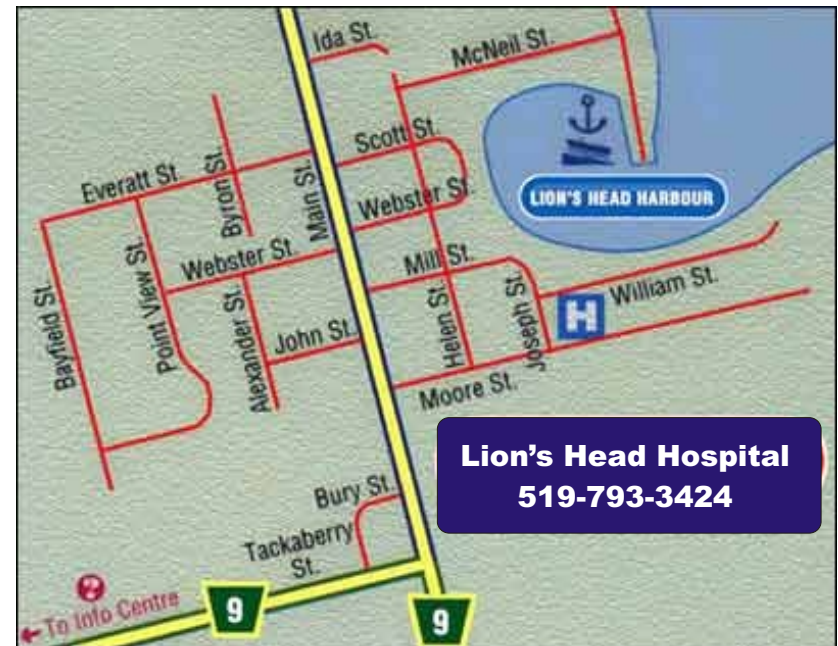 Ida St.
McNeil St.
Scott St.
Everatt St.
Byron St.
Main St.
Webster St.
LION'S HEAD HARBOUR
Webster St.
Point View St.
Mill St.
William St.
H
Bayfield St.
Alexander St.
John St.
Helen St.
Joseph St.
Moore St.
Lion's Head Hospital
519-793-3424
Bury St.
Tackaberry
St.
?
To Info Centre
9
9